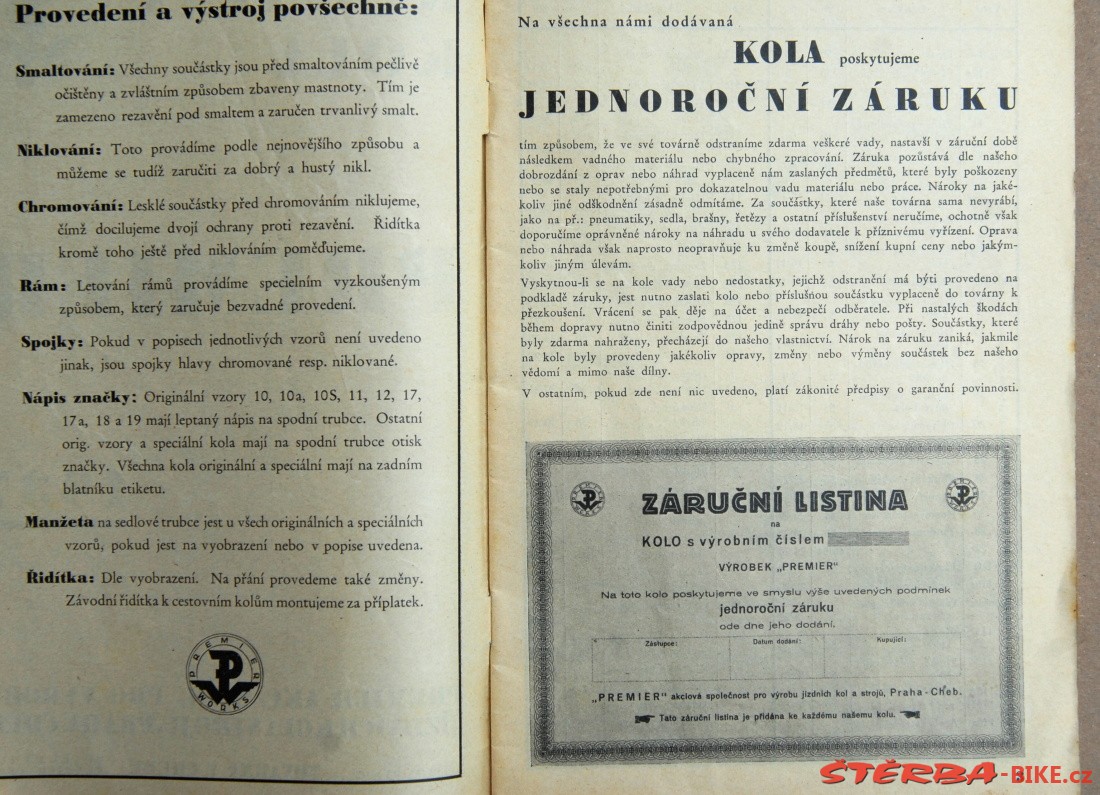 Provedení a výstroj povšechně:
Smaltování: Všechny součástky jsou před smaltováním pečlivě
očištěny a zvláštním způsobem zbaveny mastnoty. Tím je
zamezeno rezavění pod smaltem a zaručen trvanlivý smalt.
Niklování: Toto provádíme podle nejnovějšího způsobu a
můžeme se tudíž zaručiti za dobrý a hustý nikl.
Chromování: Lesklé součástky před chromováním niklujeme,
čímž docilujeme dvojí ochrany proti rezavění. Řidítka
kromě toho ještě před niklováním poměďujeme.
Rám: Letování rámů provádíme specielním vyzkoušeným
způsobem, který zaručuje bezvadné provedení.
Spojky: Pokud v popisech jednotlivých vzorů není uvedeno
jinak, jsou spojky hlavy chromované resp. niklované.
Nápis značky: Originální vzory 10, 10a, 10S, 11, 12, 17,
17a, 18 a 19 mají leptaný nápis na spodní trubce. Ostatní
orig. vzory a speciální kola mají na spodní trubce otisk
značky. Všechna kola originální a speciální mají na zadním
blatníku etiketu.
Manžeta na sedlové trubce jest u všech originálních a speciálních
vzorů, pokud jest na vyobrazení nebo v popise uvedena.
Řidítka: Dle vyobrazení. Na přání provedeme také změny.
Závodní řidítka k cestovním kolům montujeme za příplatek.
PREMIER
PW
WORKS
Na všechna námi dodávaná
KOLA poskytujeme
JEDNOROČNÍ ZÁRUKU
tím způsobem, že ve své továrně odstraníme zdarma veškeré vady, nastavší v záruční době
následkem vadného materiálu nebo chybného zpracování. Záruka pozůstává dle našeho
dobrozdání z oprav nebo náhrad vyplaceně nám zaslaných předmětů, které byly poškozeny
nebo se staly nepotřebnými pro dokazatelnou vadu materiálu nebo práce. Nároky na jaké-
koliv jiné odškodnění zásadně odmítáme. Za součástky, které naše továrna sama nevyrábí,
jako na př.: pneumatiky, sedla, brašny, řetězy a ostatní příslušenství neručíme, ochotně však
doporučíme oprávněné nároky na náhradu u svého dodavatele k příznivému vyřízení. Oprava
nebo náhrada však naprosto neopravňuje ku změně koupě, snížení kupní ceny nebo jakým-
koliv jiným úlevám.
Vyskytnou-li se na kole vady nebo nedostatky, jejichž odstranění má býti provedeno na
podkladě záruky, jest nutno zaslati kolo nebo příslušnou součástku vyplaceně do továrny k
přezkoušení. Vrácení se pak děje na účet a nebezpečí odběratele. Při nastalých škodách
během dopravy nutno činiti zodpovědnou jedině správu dráhy nebo pošty. Součástky, které
byly zdarma nahraženy, přecházejí do našeho vlastnictví. Nárok na záruku zaniká, jakmile
na kole byly provedeny jakékoliv opravy, změny nebo výměny součástek bez našeho
vědomí a mimo naše dílny.
V ostatním, pokud zde není nic uvedeno, platí zákonité předpisy o garanční povinnosti.
ZÁRUČNÍ LISTINA
na
KOLO s výrobním číslem
VÝROBEK „PREMIER"
Na toto kolo poskytujeme ve smyslu výše uvedených podmínek
jednoroční záruku
ode dne jeho dodání.
Zástupce: Datum dodání: Kupující:
„PREMIER" akciová společnost pro výrobu jízdních kol a strojů, Praha-Cheb.
Tato záruční listina je přidána ke každému našemu kolu.
ŠTĚRBA-BIKE.cz